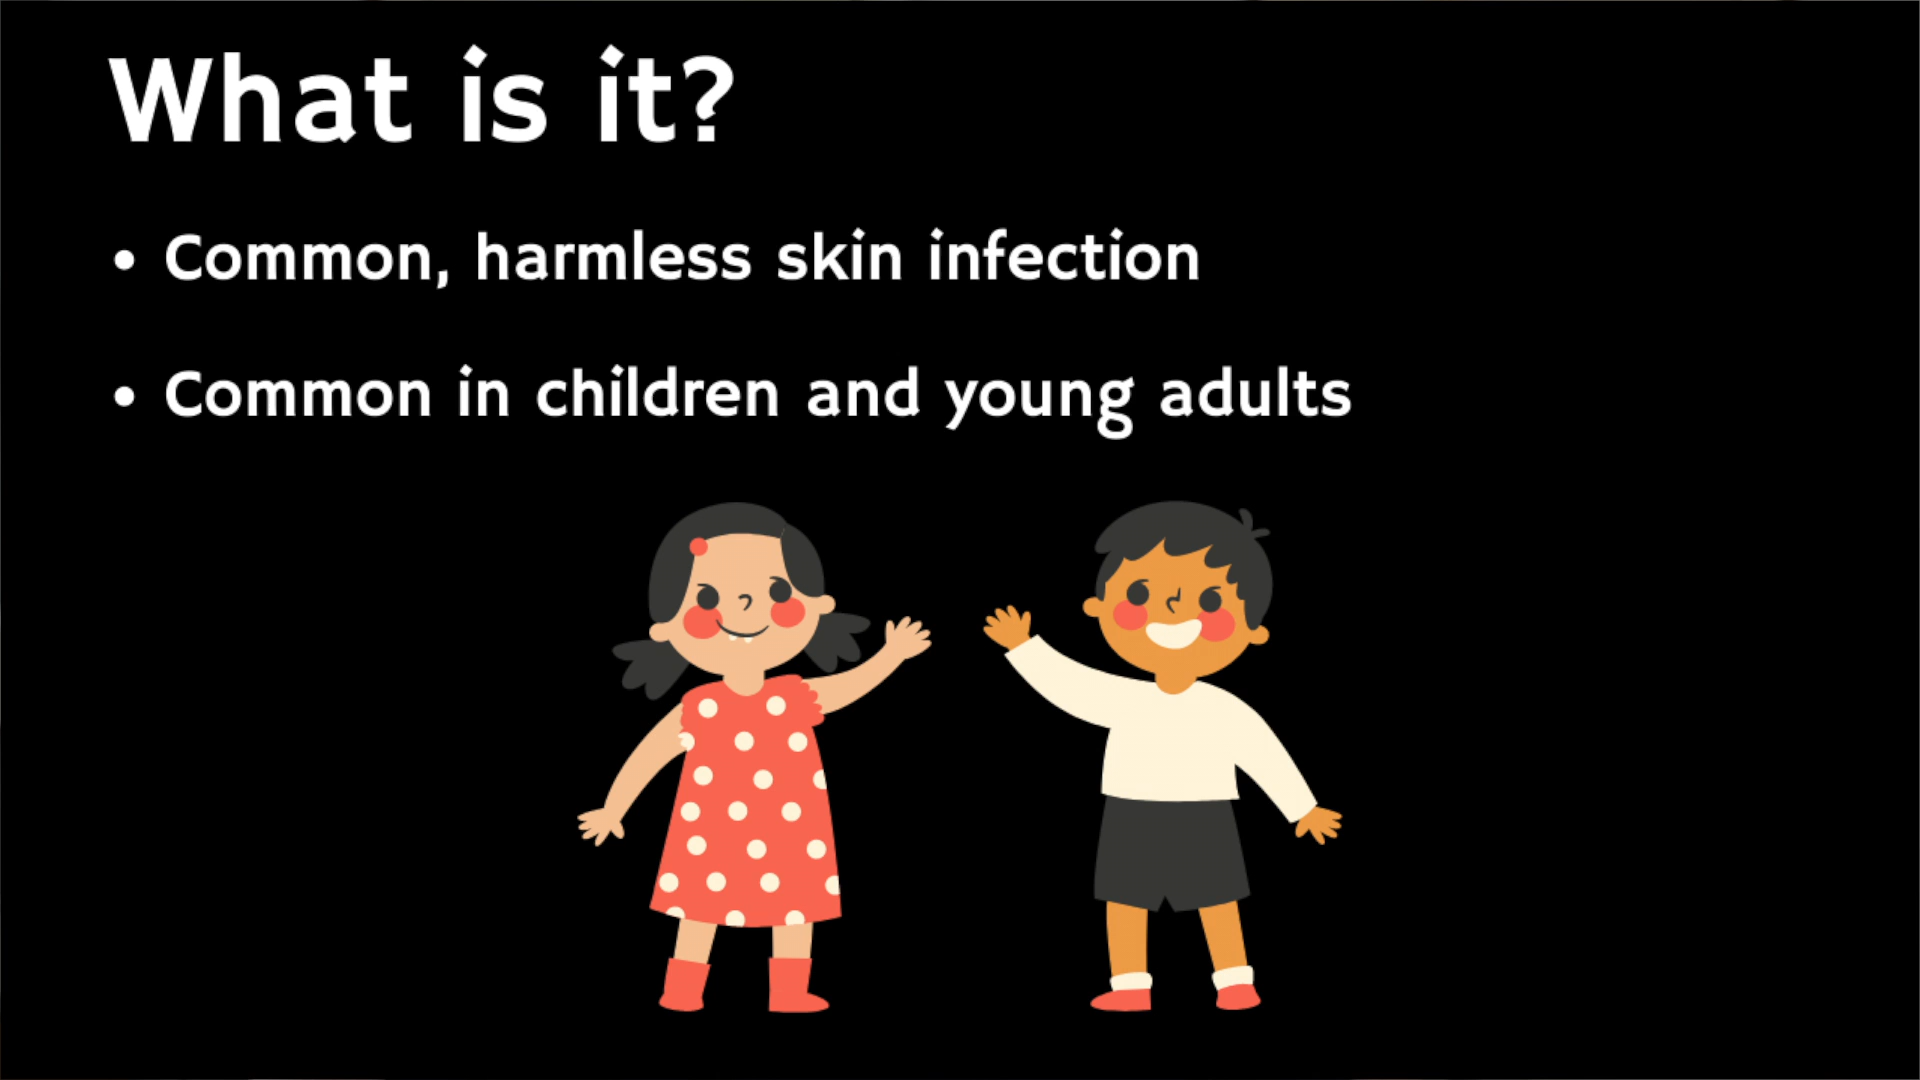 What is it?
• Common, harmless skin infection
• Common in children and young adults